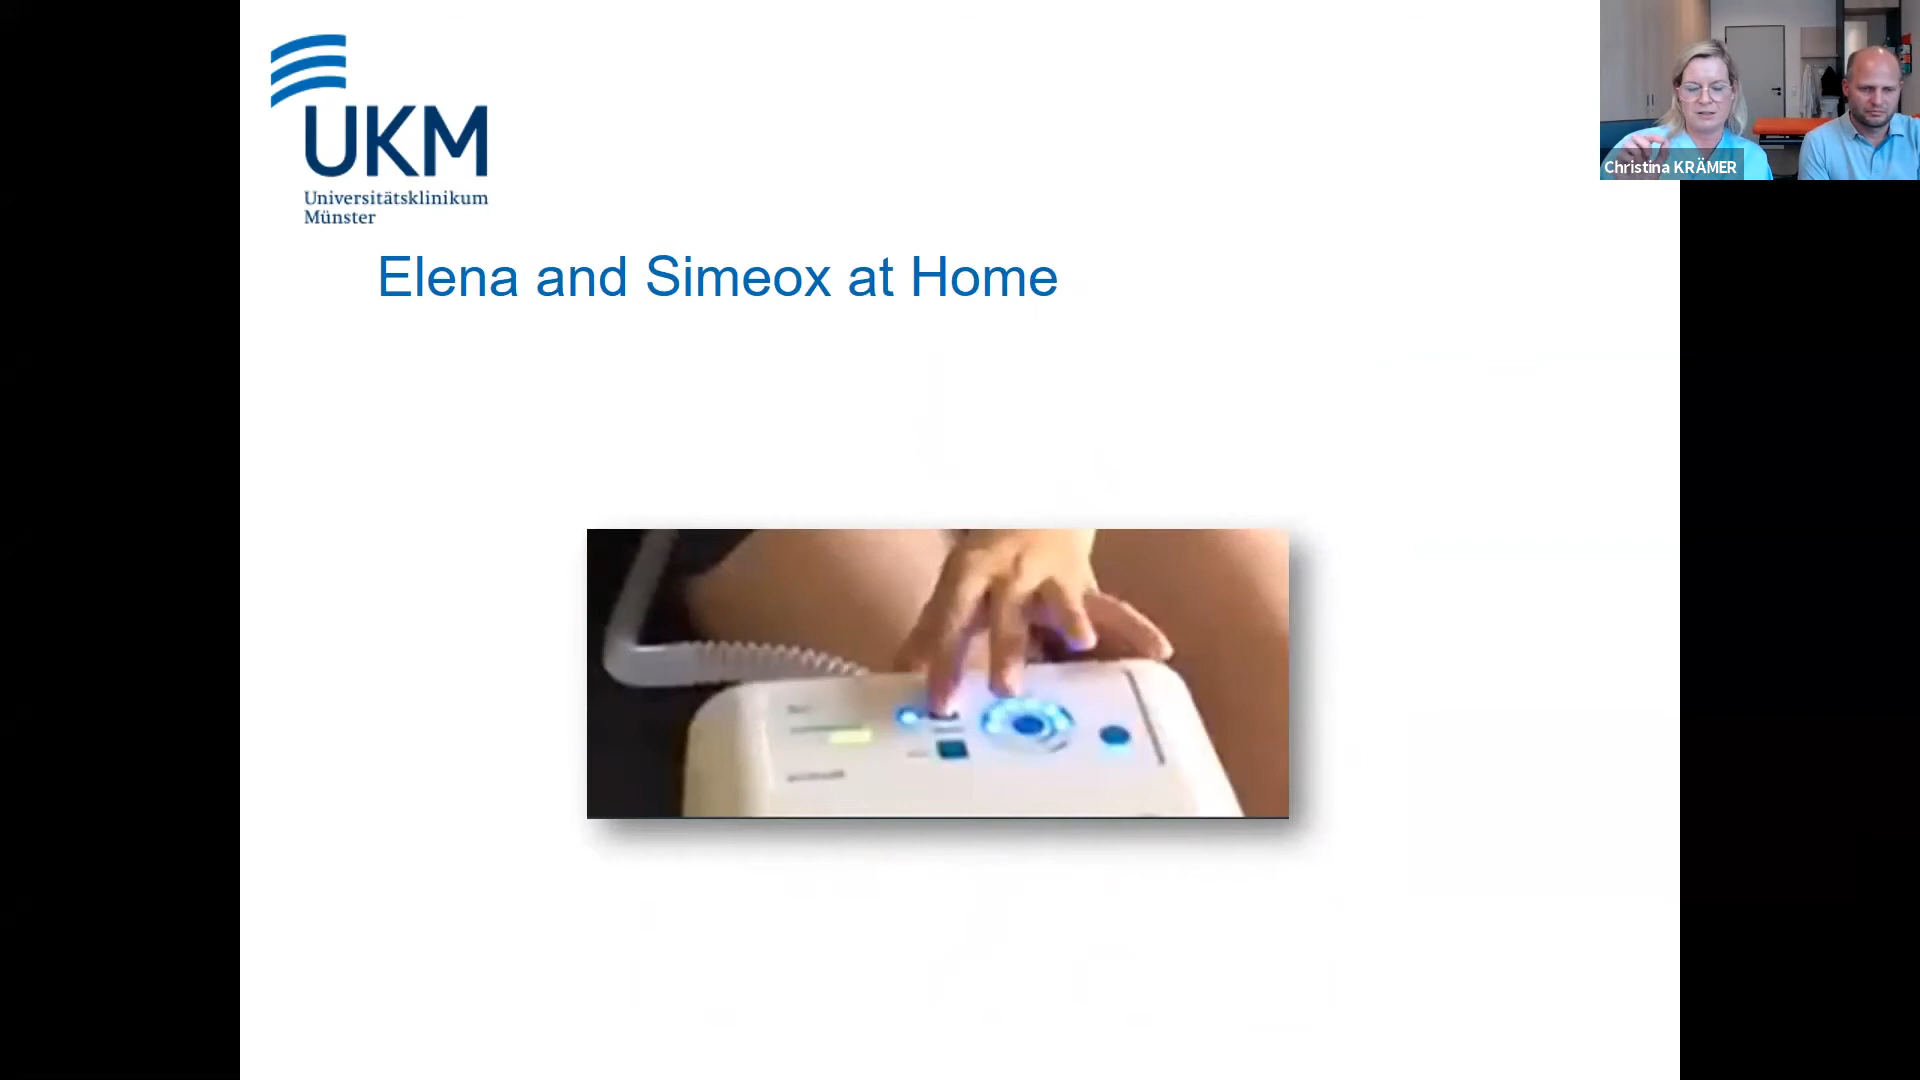 UKM
Universitätsklinikum
Münster
Christina KRÄMER
Elena and Simeox at Home